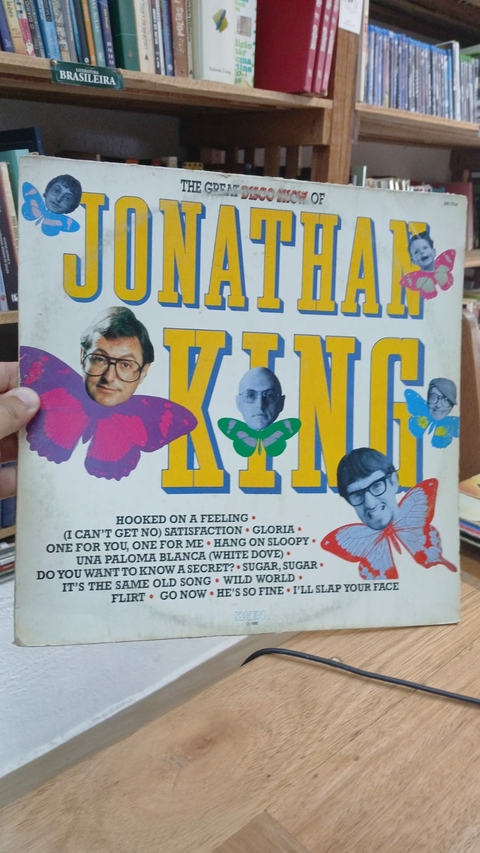 BRASILEIRA
THE GREAT DISCO SHOW OF
JONATHAN
KING
HOOKED ON A FEELING •
(I CAN'T GET NO) SATISFACTION • GLORIA •
ONE FOR YOU, ONE FOR ME • HANG ON SLOOPY •
UNA PALOMA BLANCA (WHITE DOVE) •
DO YOU WANT TO KNOW A SECRET? • SUGAR, SUGAR •
IT'S THE SAME OLD SONG • WILD WORLD •
FLIRT • GO NOW • HE'S SO FINE • I'LL SLAP YOUR FACE